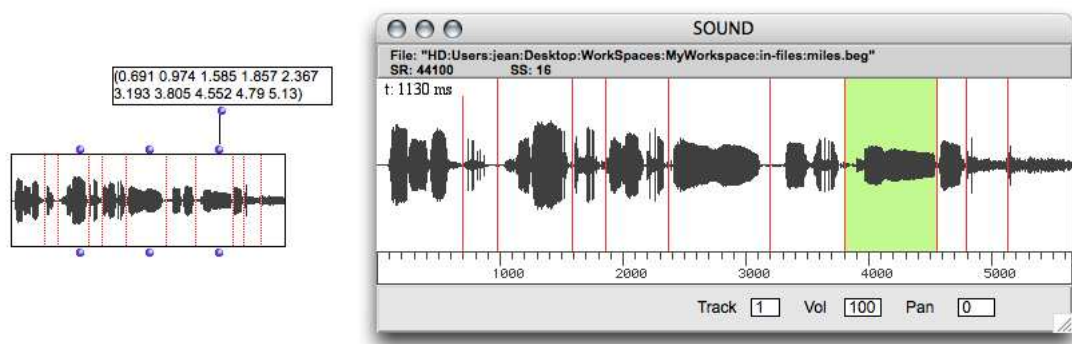 (0.691 0.974 1.585 1.857 2.367
3.193 3.805 4.552 4.79 5.13)
SOUND
File: "HD:Users:jean:Desktop:WorkSpaces:MyWorkspace:in-files:miles.beg"
SR: 44100 SS: 16
t: 1130 ms
1000 2000 3000 4000 5000
Track 1 Vol 100 Pan 0